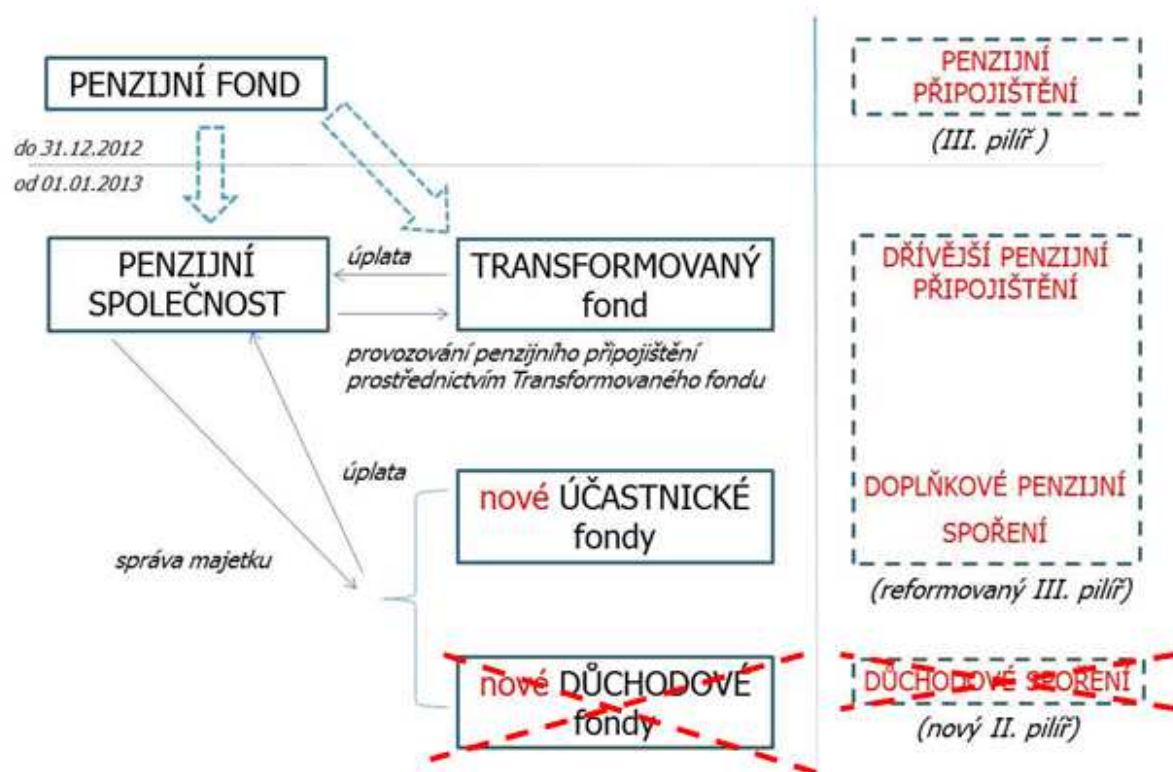 PENZIJNÍ FOND
PENZIJNÍ
PŘIPOJIŠTĚNÍ
(III. pilíř )
do 31.12.2012
od 01.01.2013
PENZIJNÍ
SPOLEČNOST
úplata
TRANSFORMOVANÝ
fond
DŘÍVĚJŠÍ PENZIJNÍ
PŘIPOJIŠTĚNÍ
provozování penzijního připojištění
prostřednictvím Transformovaného fondu
úplata
nové ÚČASTNICKÉ
fondy
DOPLŇKOVÉ PENZIJNÍ
SPOŘENÍ
správa majetku
(reformovaný III. pilíř)
nové DŮCHODOVÉ
fondy
DŮCHODOVÉ SPOŘENÍ
(nový II. pilíř)